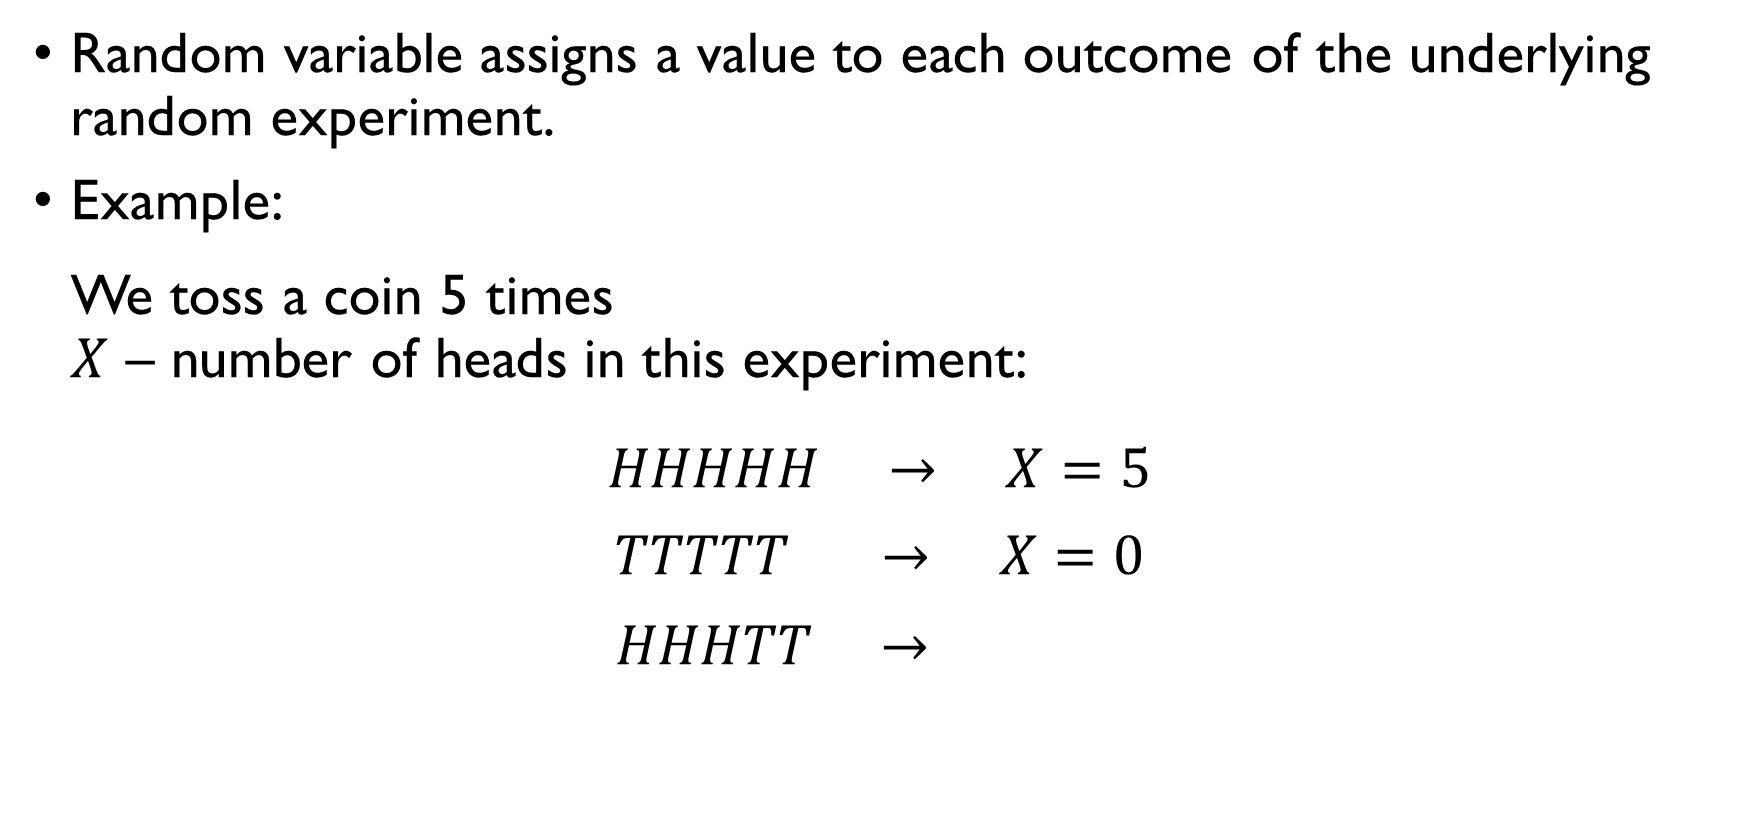 • Random variable assigns a value to each outcome of the underlying
random experiment.
• Example:
We toss a coin 5 times
X – number of heads in this experiment:
HHHHH → X = 5
TTTTT → X = 0
HHHTT →